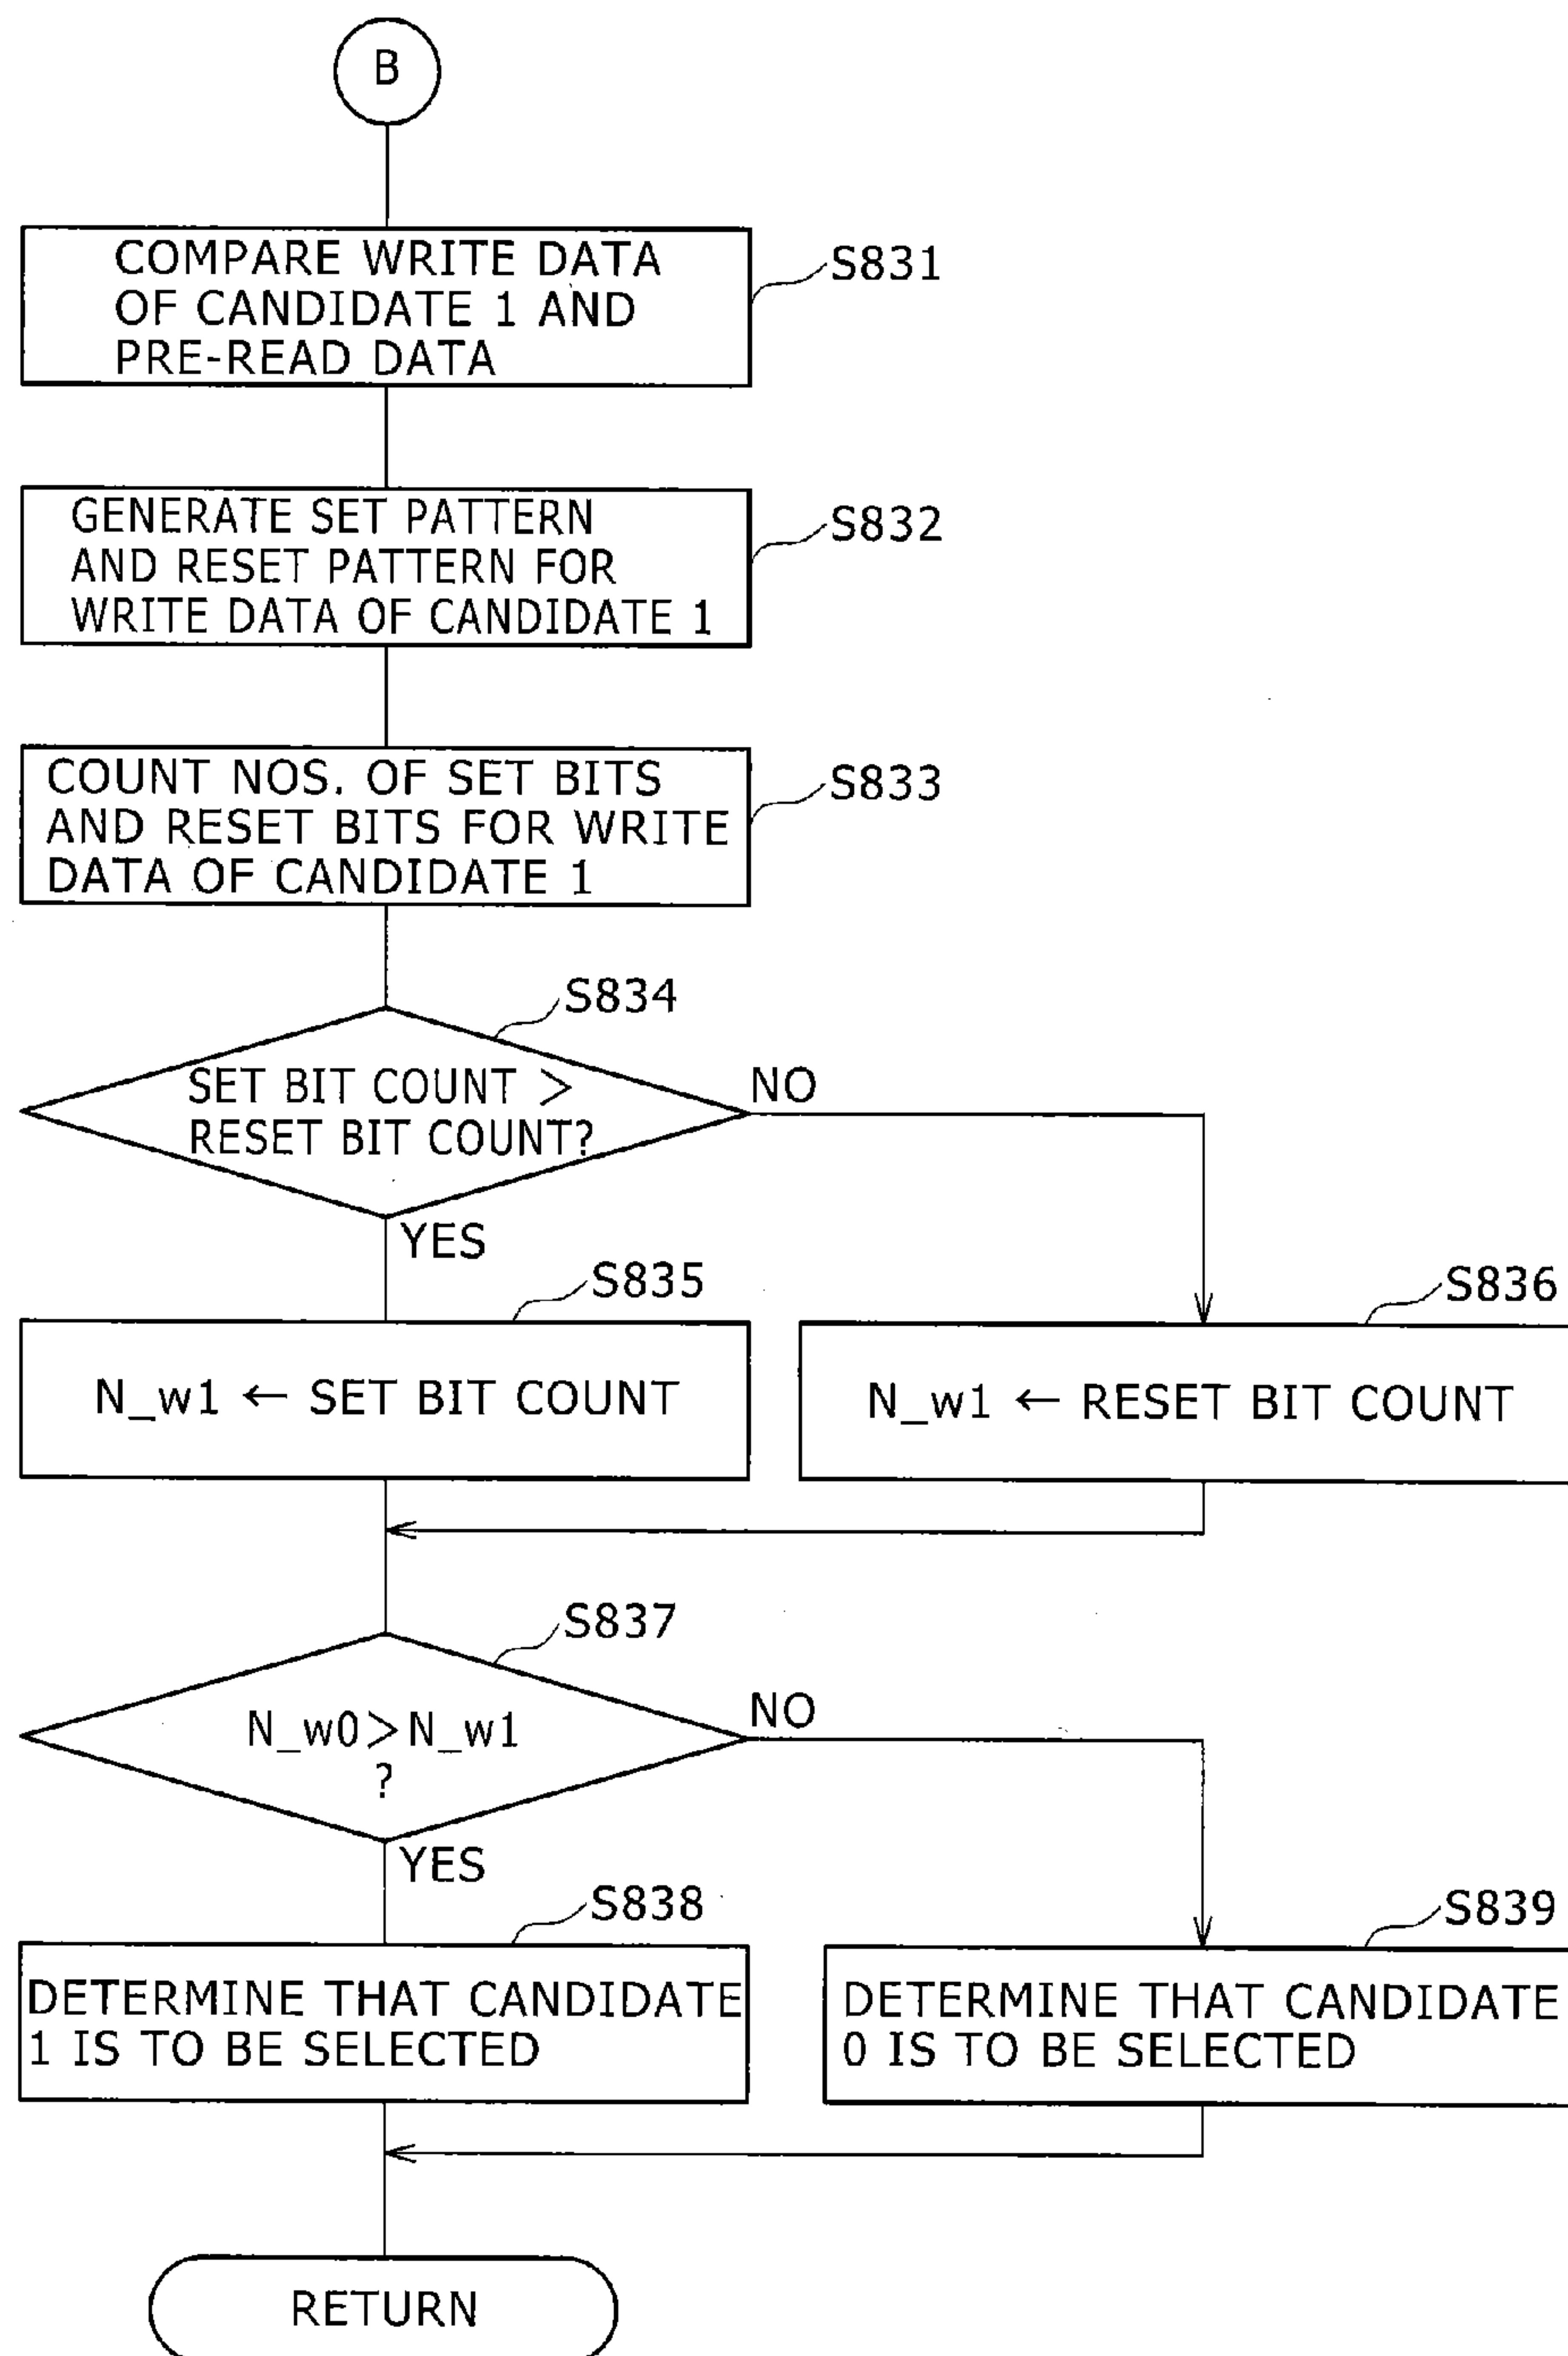 B
COMPARE WRITE DATA
OF CANDIDATE 1 AND
PRE-READ DATA
S831
GENERATE SET PATTERN
AND RESET PATTERN FOR
WRITE DATA OF CANDIDATE 1
S832
COUNT NOS. OF SET BITS
AND RESET BITS FOR WRITE
DATA OF CANDIDATE 1
S833
S834
SET BIT COUNT >
RESET BIT COUNT?
NO
YES
S835
N_w1 ← SET BIT COUNT
S836
N_w1 ← RESET BIT COUNT
S837
N_w0>N_w1
?
NO
YES
S838
DETERMINE THAT CANDIDATE
1 IS TO BE SELECTED
S839
DETERMINE THAT CANDIDATE
0 IS TO BE SELECTED
RETURN